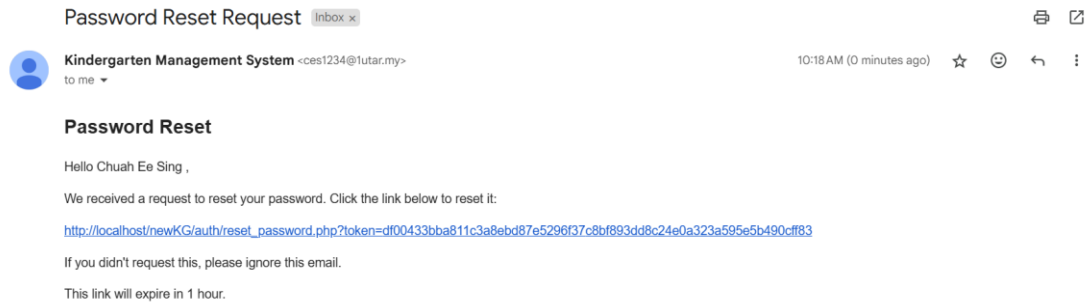 Password Reset Request Inbox ×
Kindergarten Management System <ces1234@1utar.my> 10:18 AM (0 minutes ago)
to me
Password Reset
Hello Chuah Ee Sing ,
We received a request to reset your password. Click the link below to reset it:
http://localhost/newKG/auth/reset_password.php?token=df00433bba811c3a8ebd87e5296f37c8bf893dd8c24e0a323a595e5b490cff83
If you didn't request this, please ignore this email.
This link will expire in 1 hour.